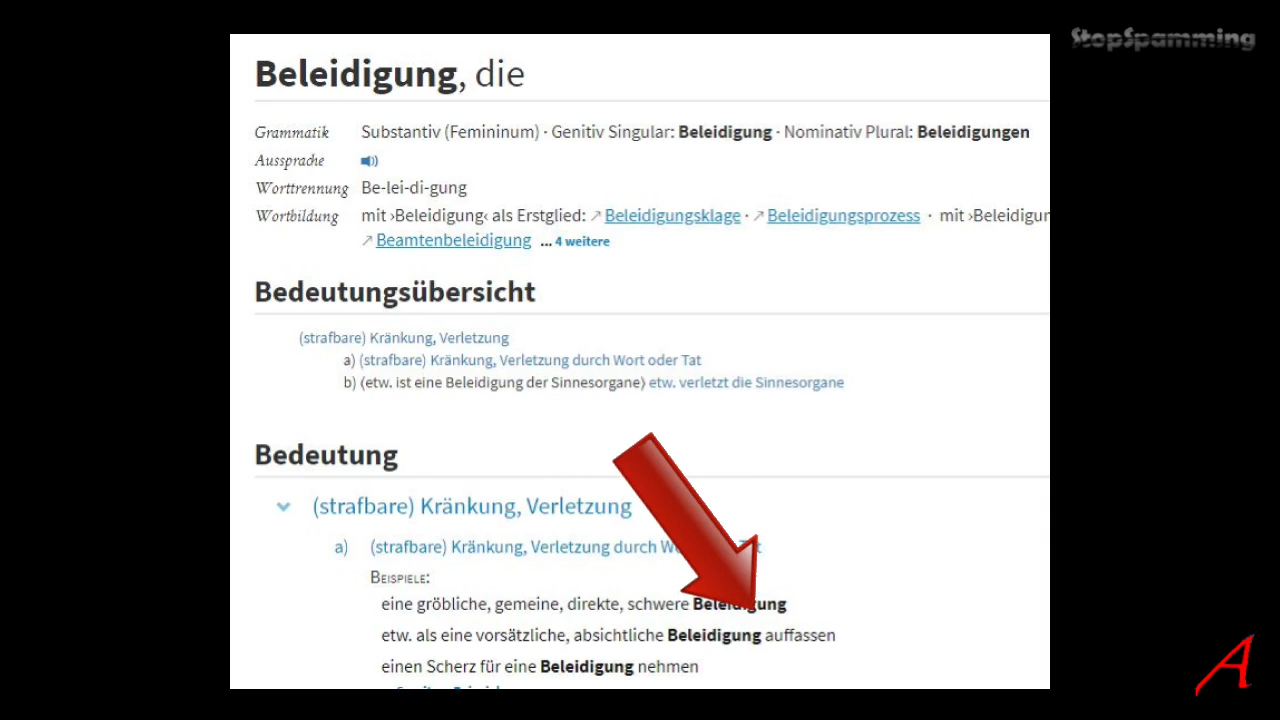 StopSpamming
Beleidigung, die
Grammatik Substantiv (Femininum) · Genitiv Singular: Beleidigung · Nominativ Plural: Beleidigungen
Aussprache
Worttrennung Be-lei-di-gung
Wortbildung mit ›Beleidigung‹ als Erstglied: ↗ Beleidigungsklage · ↗ Beleidigungsprozess · mit ›Beleidigun
↗ Beamtenbeleidigung ... 4 weitere
Bedeutungsübersicht
(strafbare) Kränkung, Verletzung
a) (strafbare) Kränkung, Verletzung durch Wort oder Tat
b) (etw. ist eine Beleidigung der Sinnesorgane) etw. verletzt die Sinnesorgane
Bedeutung
(strafbare) Kränkung, Verletzung
a) (strafbare) Kränkung, Verletzung durch
Beispiele:
eine gröbliche, gemeine, direkte, schwere Beleidigung
etw. als eine vorsätzliche, absichtliche Beleidigung auffassen
einen Scherz für eine Beleidigung nehmen
A